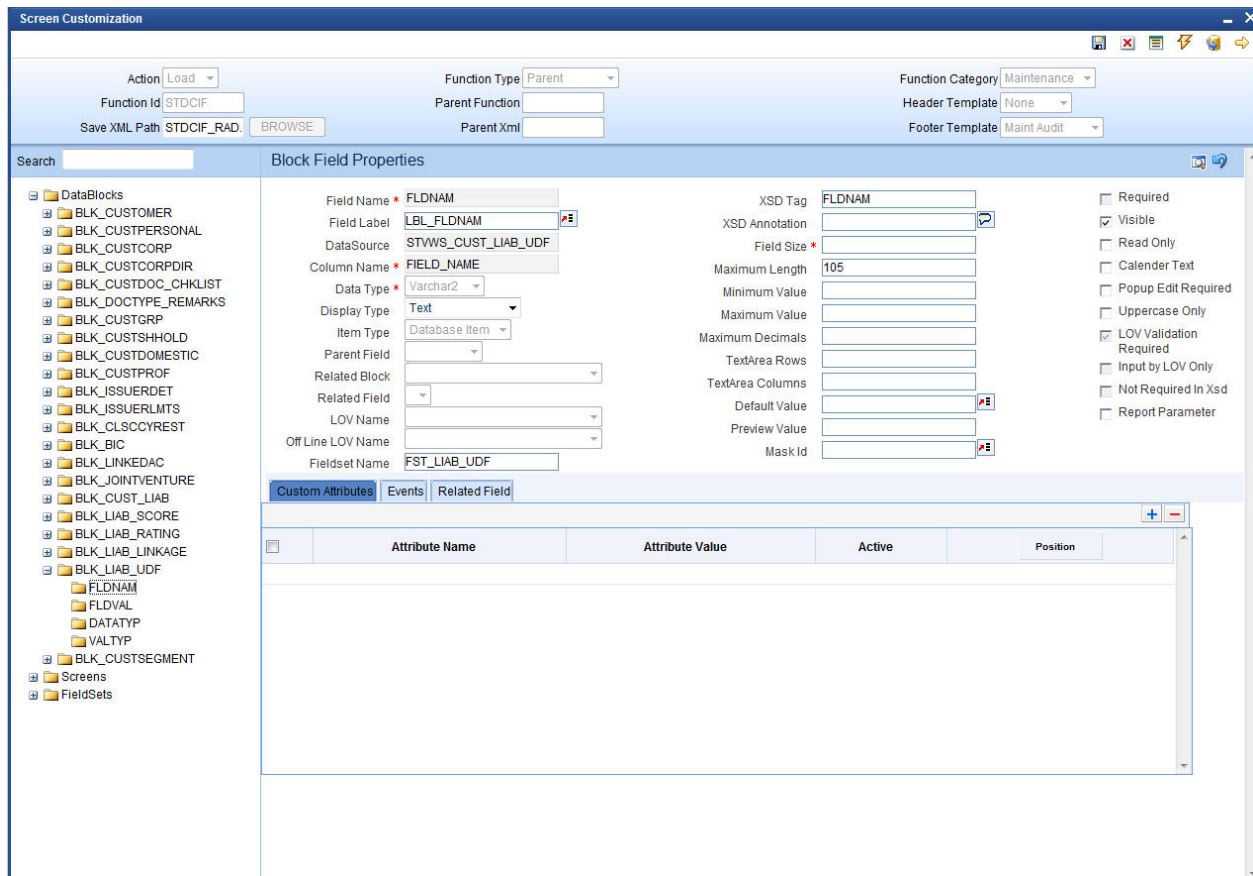 Screen Customization
Action Load Function Type Parent Function Category Maintenance
Function Id STDCIF Parent Function Header Template None
Save XML Path STDCIF_RAD. BROWSE Parent Xml Footer Template Maint Audit
Search Block Field Properties
DataBlocks
BLK_CUSTOMER
BLK_CUSTPERSONAL
BLK_CUSTCORP
BLK_CUSTCORPDIR
BLK_CUSTDOC_CHKLIST
BLK_DOCTYPE_REMARKS
BLK_CUSTGRP
BLK_CUSTSHHOLD
BLK_CUSTDOMESTIC
BLK_CUSTPROF
BLK_ISSUERDET
BLK_ISSUERLMTS
BLK_CLSCCYREST
BLK_BIC
BLK_LINKEDAC
BLK_JOINTVENTURE
BLK_CUST_LIAB
BLK_LIAB_SCORE
BLK_LIAB_RATING
BLK_LIAB_LINKAGE
BLK_LIAB_UDF
FLDNAM
FLDVAL
DATATYP
VALTYP
BLK_CUSTSEGMENT
Screens
FieldSets
Field Name * FLDNAM
Field Label LBL_FLDNAM
DataSource STVWS_CUST_LIAB_UDF
Column Name * FIELD_NAME
Data Type * Varchar2
Display Type Text
Item Type Database Item
Parent Field
Related Block
Related Field
LOV Name
Off Line LOV Name
Fieldset Name FST_LIAB_UDF
XSD Tag FLDNAM
XSD Annotation
Field Size *
Maximum Length 105
Minimum Value
Maximum Value
Maximum Decimals
TextArea Rows
TextArea Columns
Default Value
Preview Value
Mask Id
Required
Visible
Read Only
Calender Text
Popup Edit Required
Uppercase Only
LOV Validation
Required
Input by LOV Only
Not Required In Xsd
Report Parameter
Custom Attributes Events Related Field
Attribute Name Attribute Value Active Position